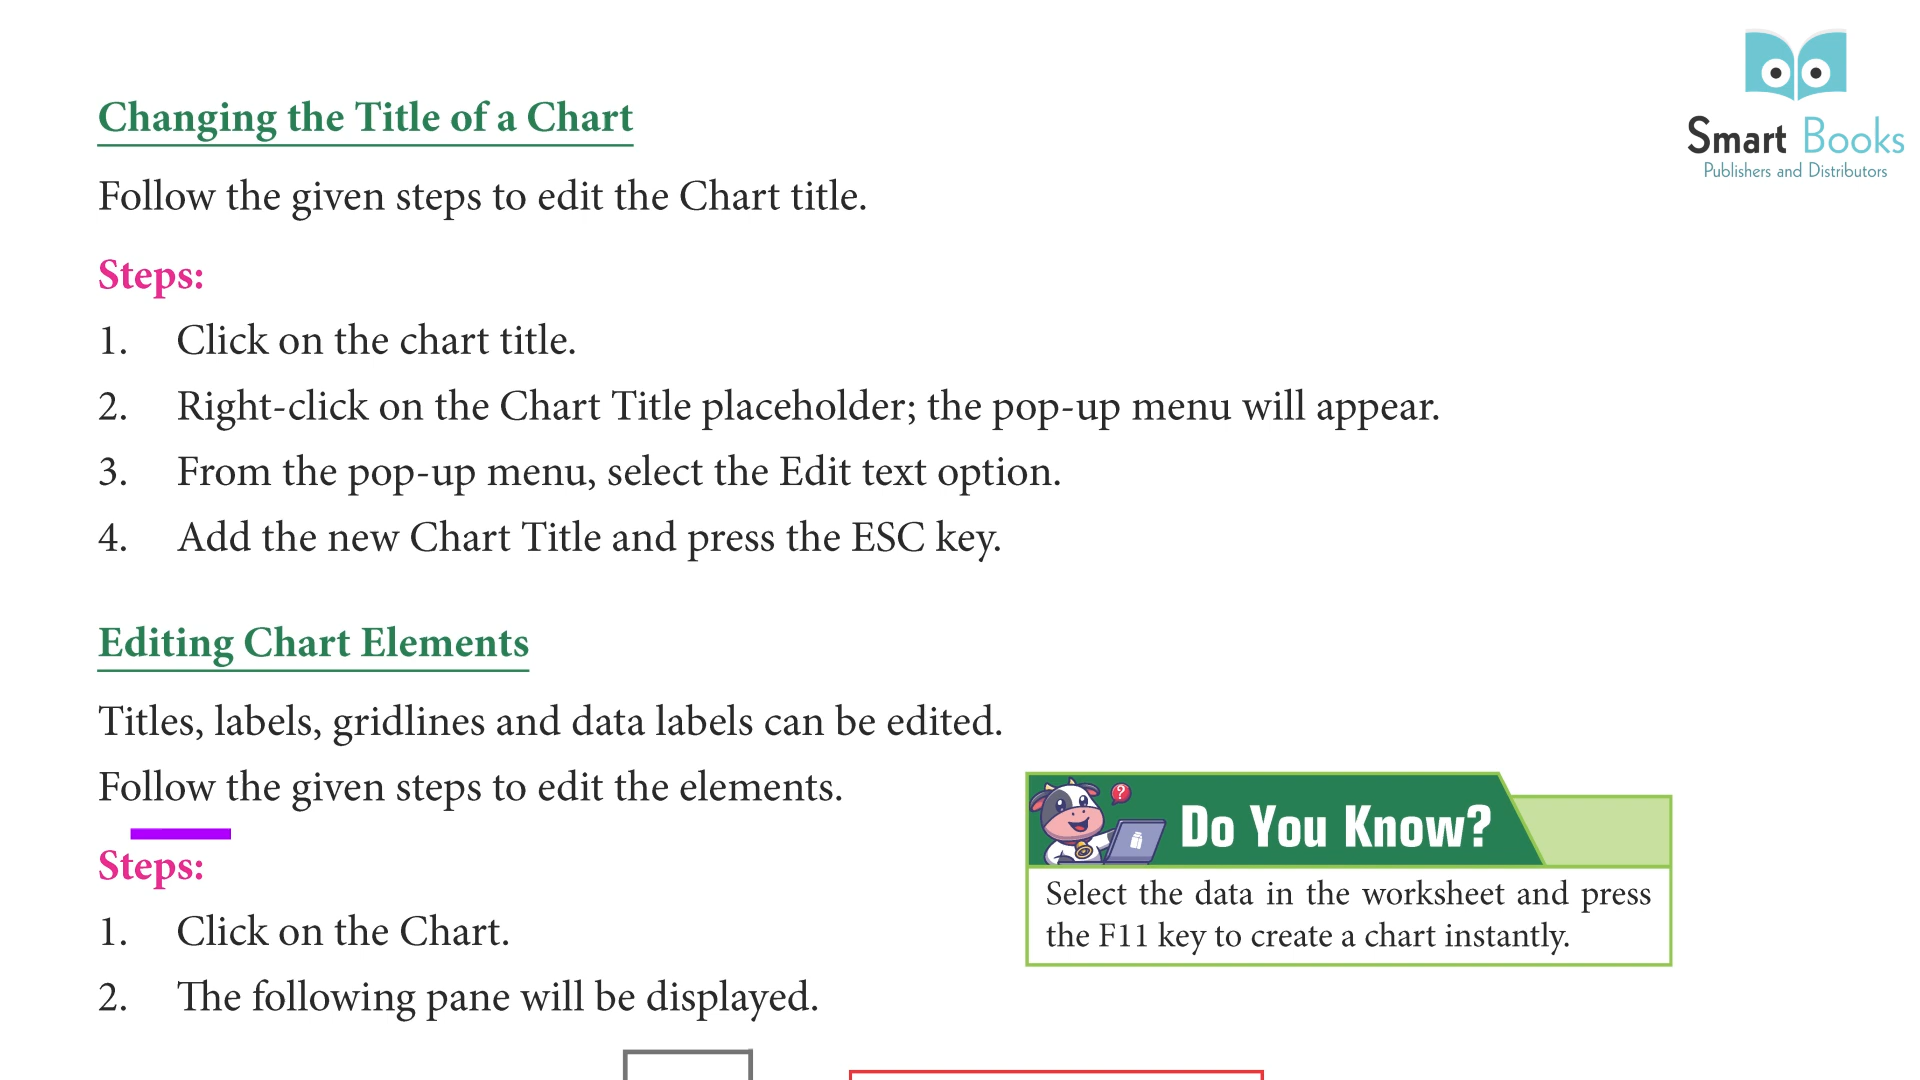 Smart Books
Publishers and Distributors
Changing the Title of a Chart
Follow the given steps to edit the Chart title.
Steps:
1. Click on the chart title.
2. Right-click on the Chart Title placeholder; the pop-up menu will appear.
3. From the pop-up menu, select the Edit text option.
4. Add the new Chart Title and press the ESC key.
Editing Chart Elements
Titles, labels, gridlines and data labels can be edited.
Follow the given steps to edit the elements.
Steps:
1. Click on the Chart.
2. The following pane will be displayed.
?
Do You Know?
Select the data in the worksheet and press
the F11 key to create a chart instantly.